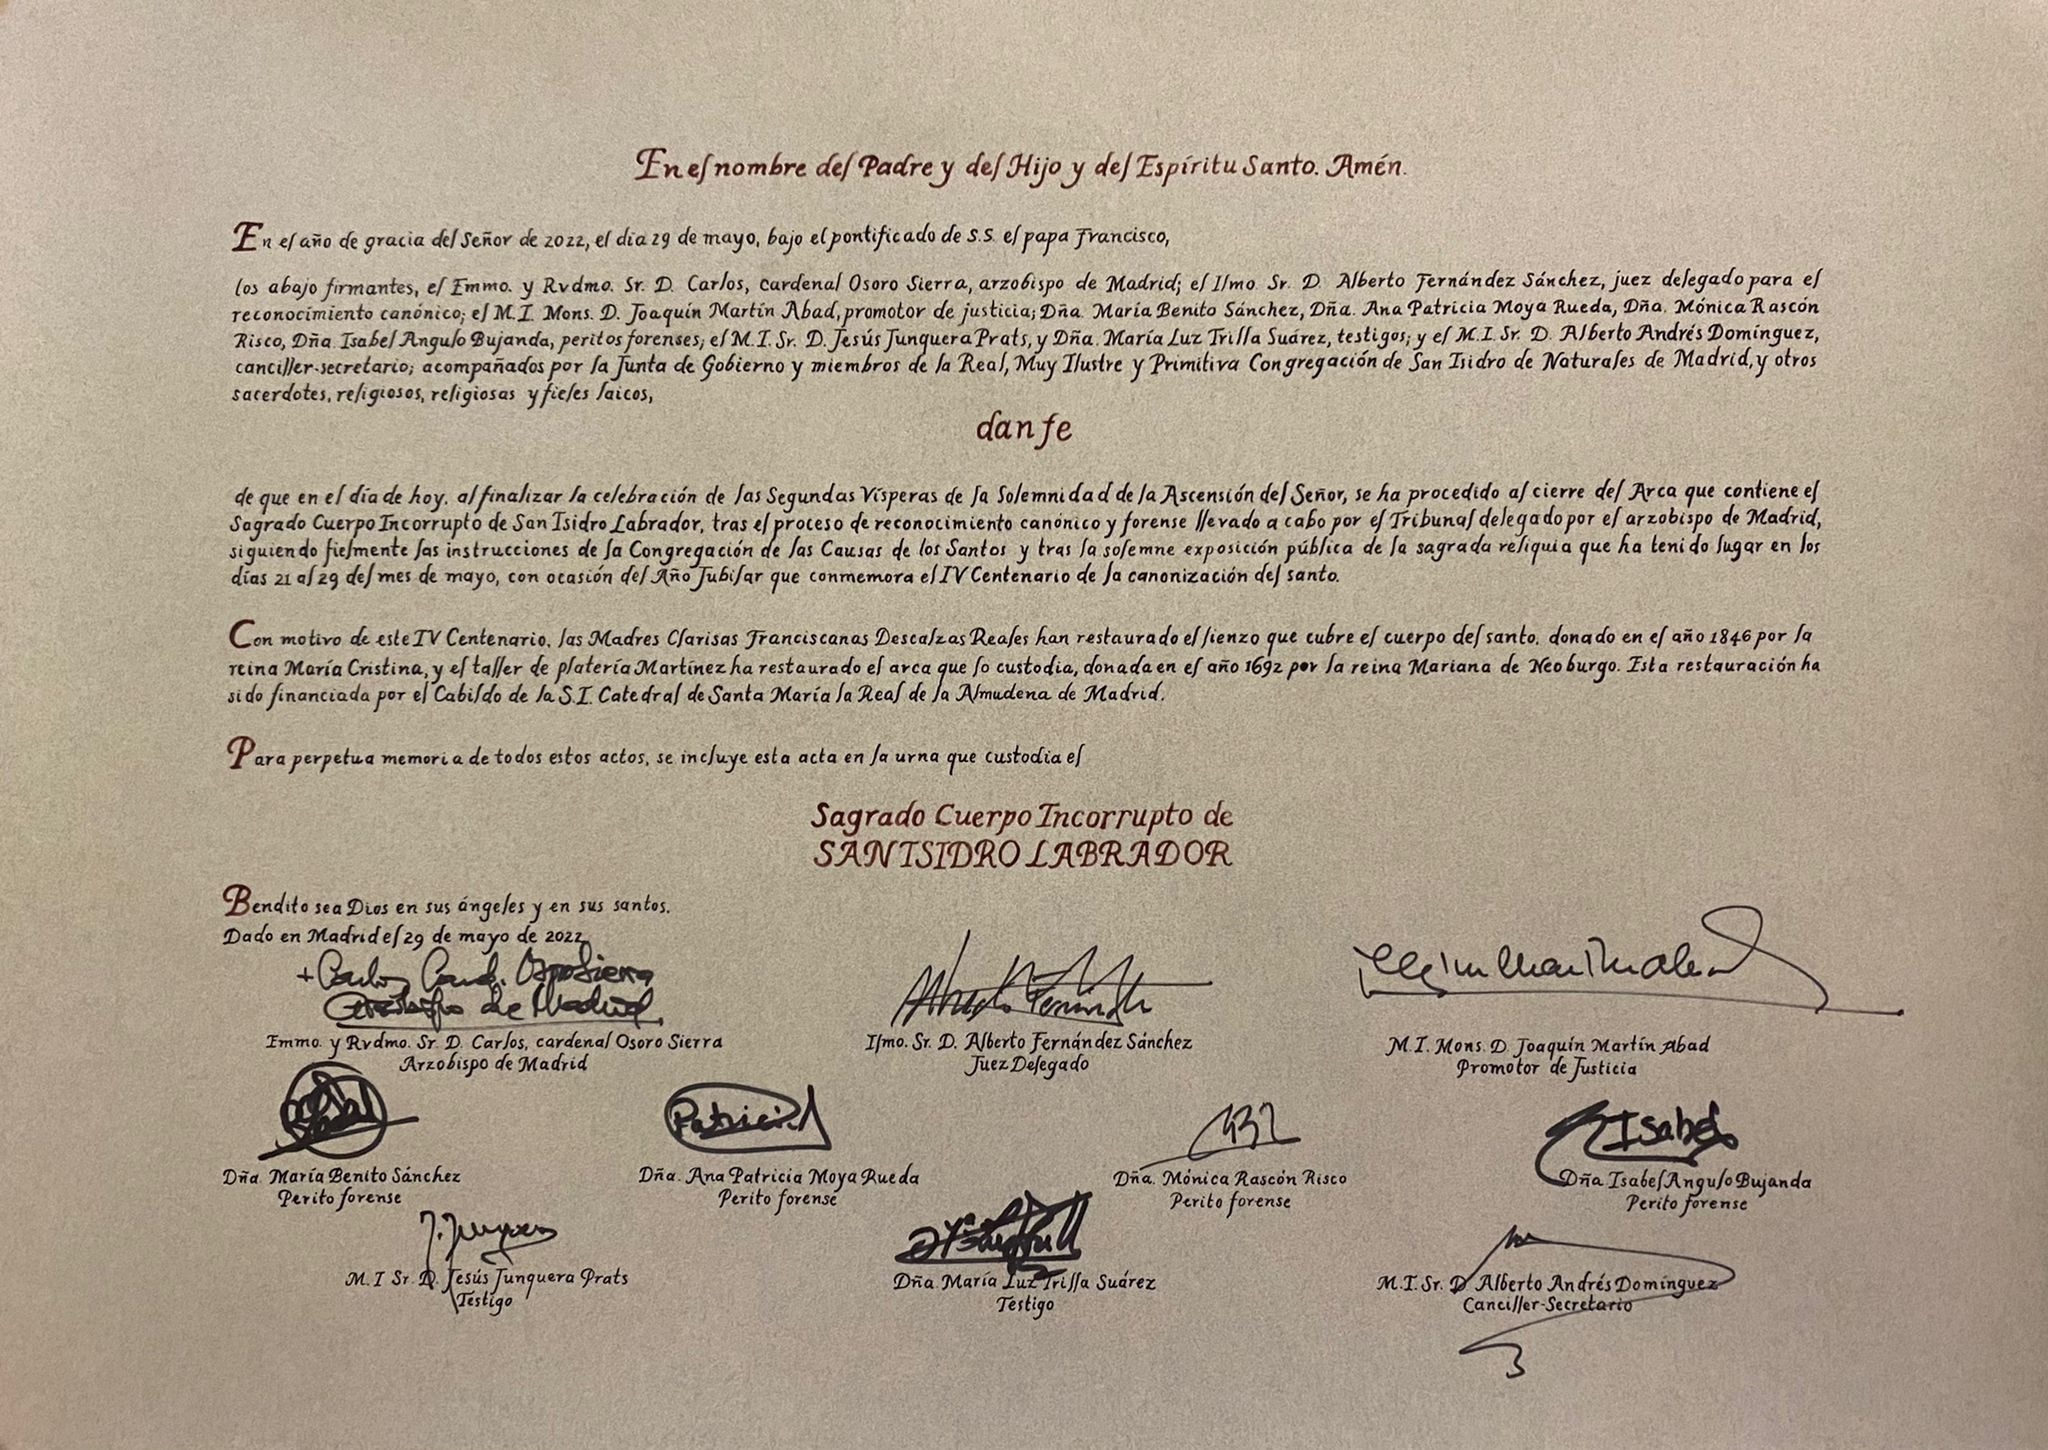 En el nombre del Padre y del Hijo y del Espíritu Santo. Amén.
En el año de gracia del Señor de 2022, el día 29 de mayo, bajo el pontificado de S.S. el papa Francisco,
los abajo firmantes, el Emmo. y Rvdmo. Sr. D. Carlos, cardenal Osoro Sierra, arzobispo de Madrid; el Ilmo. Sr. D. Alberto Fernández Sánchez, juez delegado para el
reconocimiento canónico; el M.I. Mons. D. Joaquín Martín Abad, promotor de justicia; Dña. María Benito Sánchez, Dña. Ana Patricia Moya Rueda, Dña. Mónica Rascón
Risco, Dña. Isabel Angulo Bujanda, peritos forenses; el M.I. Sr. D. Jesús Junquera Prats, y Dña. María Luz Trilla Suárez, testigos; y el M.I. Sr. D. Alberto Andrés Domínguez,
canciller-secretario; acompañados por la Junta de Gobierno y miembros de la Real, Muy Ilustre y Primitiva Congregación de San Isidro de Naturales de Madrid, y otros
sacerdotes, religiosos, religiosas y fieles laicos,
dan fe
de que en el día de hoy, al finalizar la celebración de las Segundas Vísperas de la Solemnidad de la Ascensión del Señor, se ha procedido al cierre del Arca que contiene el
Sagrado Cuerpo Incorrupto de San Isidro Labrador, tras el proceso de reconocimiento canónico y forense llevado a cabo por el Tribunal delegado por el arzobispo de Madrid,
siguiendo fielmente las instrucciones de la Congregación de las Causas de los Santos y tras la solemne exposición pública de la sagrada reliquia que ha tenido lugar en los
días 21 al 29 del mes de mayo, con ocasión del Año Jubilar que conmemora el IV Centenario de la canonización del santo.
Con motivo de este IV Centenario, las Madres Clarisas Franciscanas Descalzas Reales han restaurado el lienzo que cubre el cuerpo del santo, donado en el año 1846 por la
reina María Cristina, y el taller de platería Martínez ha restaurado el arca que lo custodia, donada en el año 1692 por la reina Mariana de Neoburgo. Esta restauración ha
sido financiada por el Cabildo de la S.I. Catedral de Santa María la Real de la Almudena de Madrid.
Para perpetua memoria de todos estos actos, se incluye esta acta en la urna que custodia el
Sagrado Cuerpo Incorrupto de
SAN ISIDRO LABRADOR
Bendito sea Dios en sus ángeles y en sus santos.
Dado en Madrid el 29 de mayo de 2022
+ Carlos Card. Osoro Sierra
Arzobispo de Madrid
Alberto Fernández
Emmo. y Rvdmo. Sr. D. Carlos, cardenal Osoro Sierra
Arzobispo de Madrid
Ilmo. Sr. D. Alberto Fernández Sánchez
Juez Delegado
M.I. Mons. D. Joaquín Martín Abad
Promotor de Justicia
Patricia
Isabel
Dña. María Benito Sánchez
Perito forense
Dña. Ana Patricia Moya Rueda
Perito forense
Dña. Mónica Rascón Risco
Perito forense
Dña Isabel Angulo Bujanda
Perito forense
J. Junquera
M.I Sr. D. Jesús Junquera Prats
Testigo
Dña. María Luz Trilla Suárez
Testigo
M.I. Sr. D. Alberto Andrés Domínguez
Canciller-Secretario